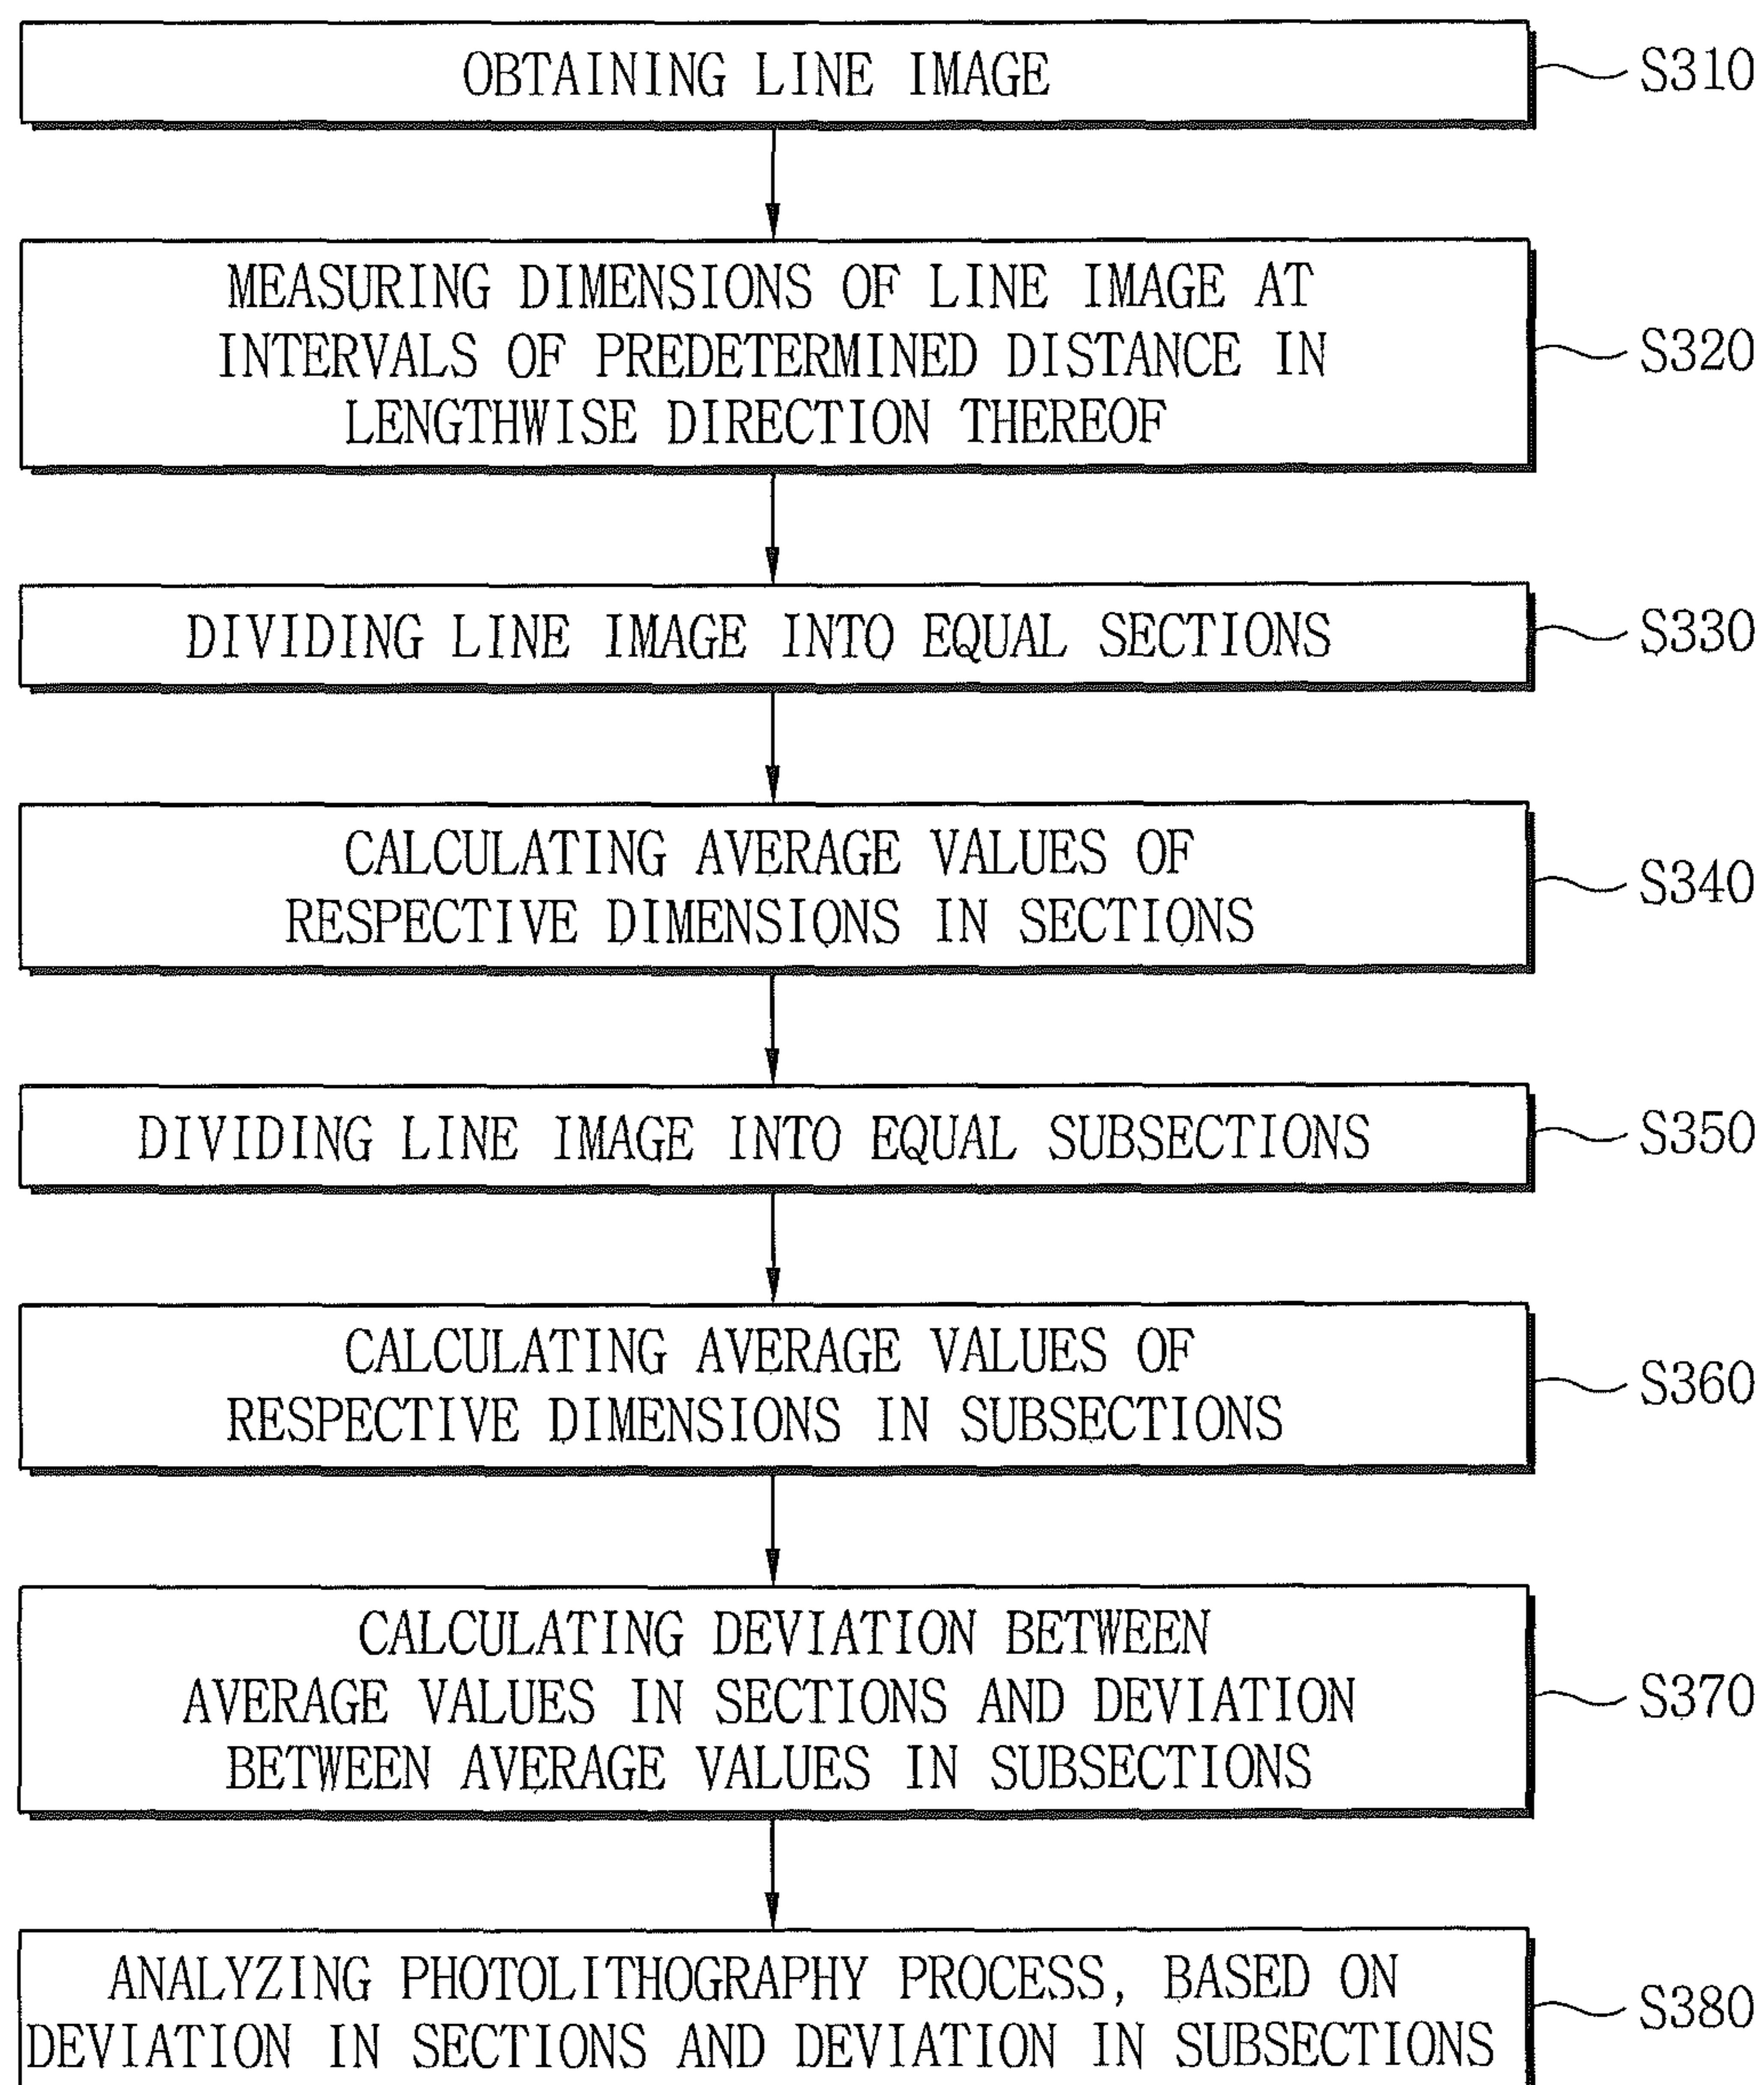 OBTAINING LINE IMAGE
S310
MEASURING DIMENSIONS OF LINE IMAGE AT
INTERVALS OF PREDETERMINED DISTANCE IN
LENGTHWISE DIRECTION THEREOF
S320
DIVIDING LINE IMAGE INTO EQUAL SECTIONS
S330
CALCULATING AVERAGE VALUES OF
RESPECTIVE DIMENSIONS IN SECTIONS
S340
DIVIDING LINE IMAGE INTO EQUAL SUBSECTIONS
S350
CALCULATING AVERAGE VALUES OF
RESPECTIVE DIMENSIONS IN SUBSECTIONS
S360
CALCULATING DEVIATION BETWEEN
AVERAGE VALUES IN SECTIONS AND DEVIATION
BETWEEN AVERAGE VALUES IN SUBSECTIONS
S370
ANALYZING PHOTOLITHOGRAPHY PROCESS, BASED ON
DEVIATION IN SECTIONS AND DEVIATION IN SUBSECTIONS
S380